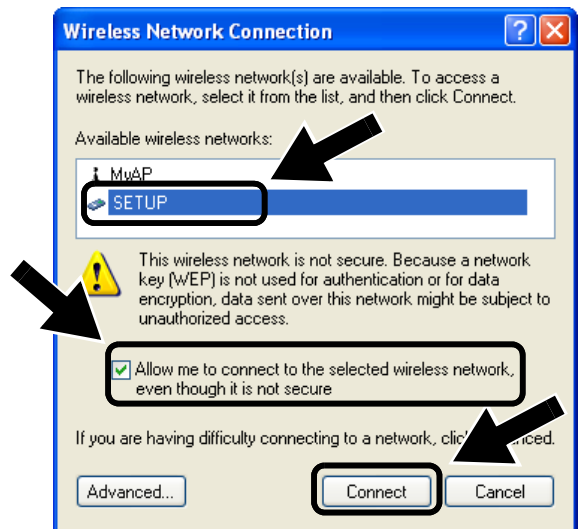 Wireless Network Connection
The following wireless network(s) are available. To access a
wireless network, select it from the list, and then click Connect.
Available wireless networks:
MyAP
SETUP
This wireless network is not secure. Because a network
key (WEP) is not used for authentication or for data
encryption, data sent over this network might be subject to
unauthorized access.
Allow me to connect to the selected wireless network,
even though it is not secure
If you are having difficulty connecting to a network,
Advanced... Connect Cancel